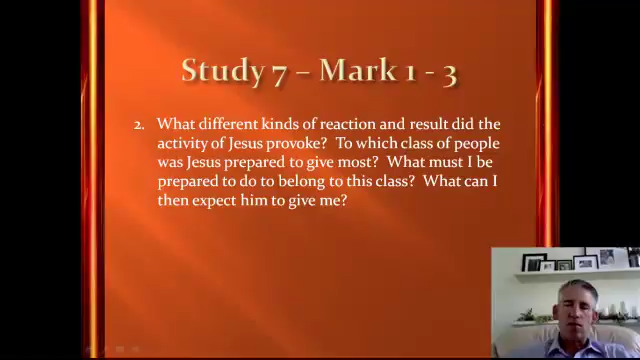 Study 7 – Mark 1 - 3
2. What different kinds of reaction and result did the
activity of Jesus provoke? To which class of people
was Jesus prepared to give most? What must I be
prepared to do to belong to this class? What can I
then expect him to give me?